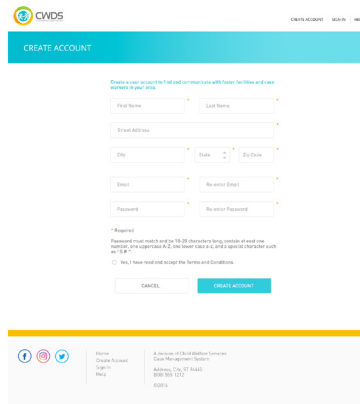 CWDS
CREATE ACCOUNT SIGN IN
CREATE ACCOUNT
Create a user account to find and communicate with foster facilities and case
workers in your area.
First Name * Last Name *
Street Address *
City * State * Zip Code *
Email * Re-enter Email *
Password * Re-enter Password *
* Required
Password must match and be 10-20 characters long, contain at least one
number, one uppercase A-Z, one lower case a-z, and a special character such
as ! $ # *.
Yes, I have read and accept the Terms and Conditions.
CANCEL CREATE ACCOUNT
Home
Create Account
Sign In
Help
A division of Child Welfare Services
Case Management System
Address, City, ST
555-1212